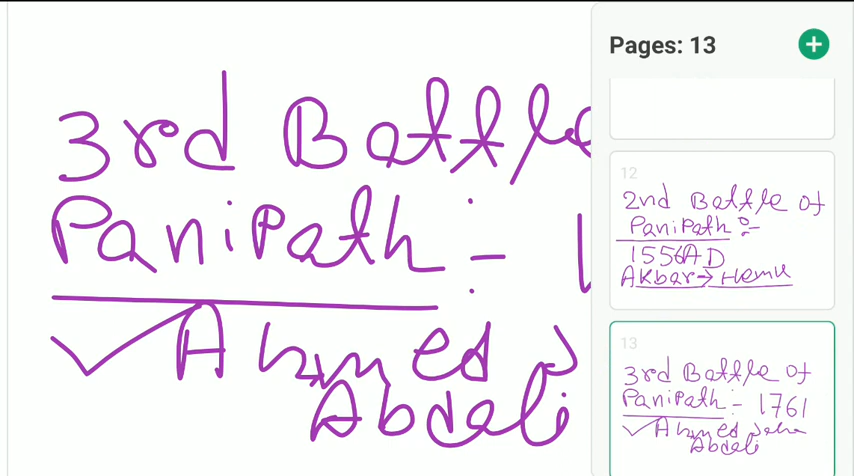 3rd Battle
Panipath :-
✓ Ahmed
Abdali
Pages: 13
12
2nd Battle of
Panipath :-
1556AD
Akbar → Hemu
13
3rd Battle of
Panipath - 1761
✓ Ahmed
Abdali